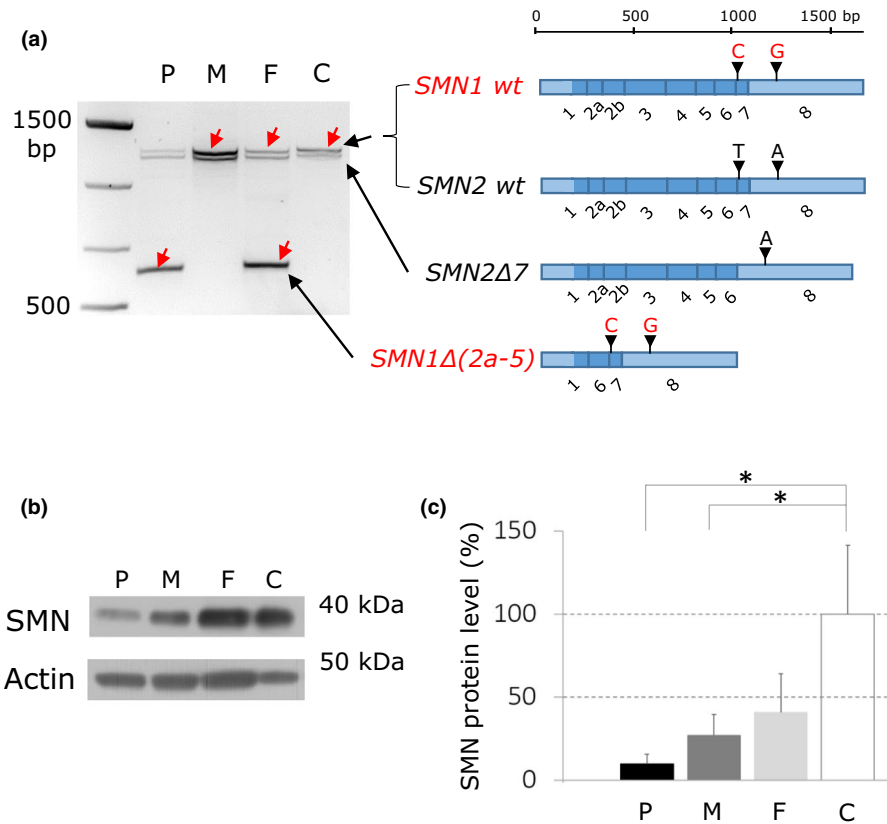 (a)
P M F C
1500
bp
500
0 500 1000 1500 bp
C G
SMN1 wt
1 2a 2b 3 4 5 6 7 8
T A
SMN2 wt
1 2a 2b 3 4 5 6 7 8
A
SMN2Δ7
1 2a 2b 3 4 5 6 8
C G
SMN1Δ(2a-5)
1 6 7 8
(b)
P M F C
SMN
40 kDa
50 kDa
Actin
(c)
SMN protein level (%)
* 
*
150
100
50
0
P M F C